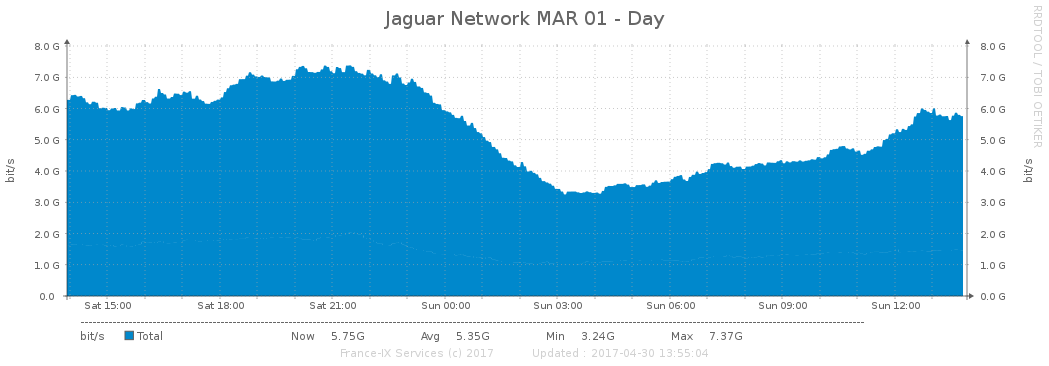 Jaguar Network MAR 01 - Day
RRDTOOL / TOBI OETIKER
8.0 G 8.0 G
7.0 G 7.0 G
6.0 G 6.0 G
5.0 G 5.0 G
4.0 G 4.0 G
3.0 G 3.0 G
2.0 G 2.0 G
1.0 G 1.0 G
0.0 0.0 G
bit/s
bit/s
Sat 15:00 Sat 18:00 Sat 21:00 Sun 00:00 Sun 03:00 Sun 06:00 Sun 09:00 Sun 12:00
bit/s Total Now 5.75G Avg 5.35G Min 3.24G Max 7.37G
France-IX Services (c) 2017 Updated : 2017-04-30 13:55:04